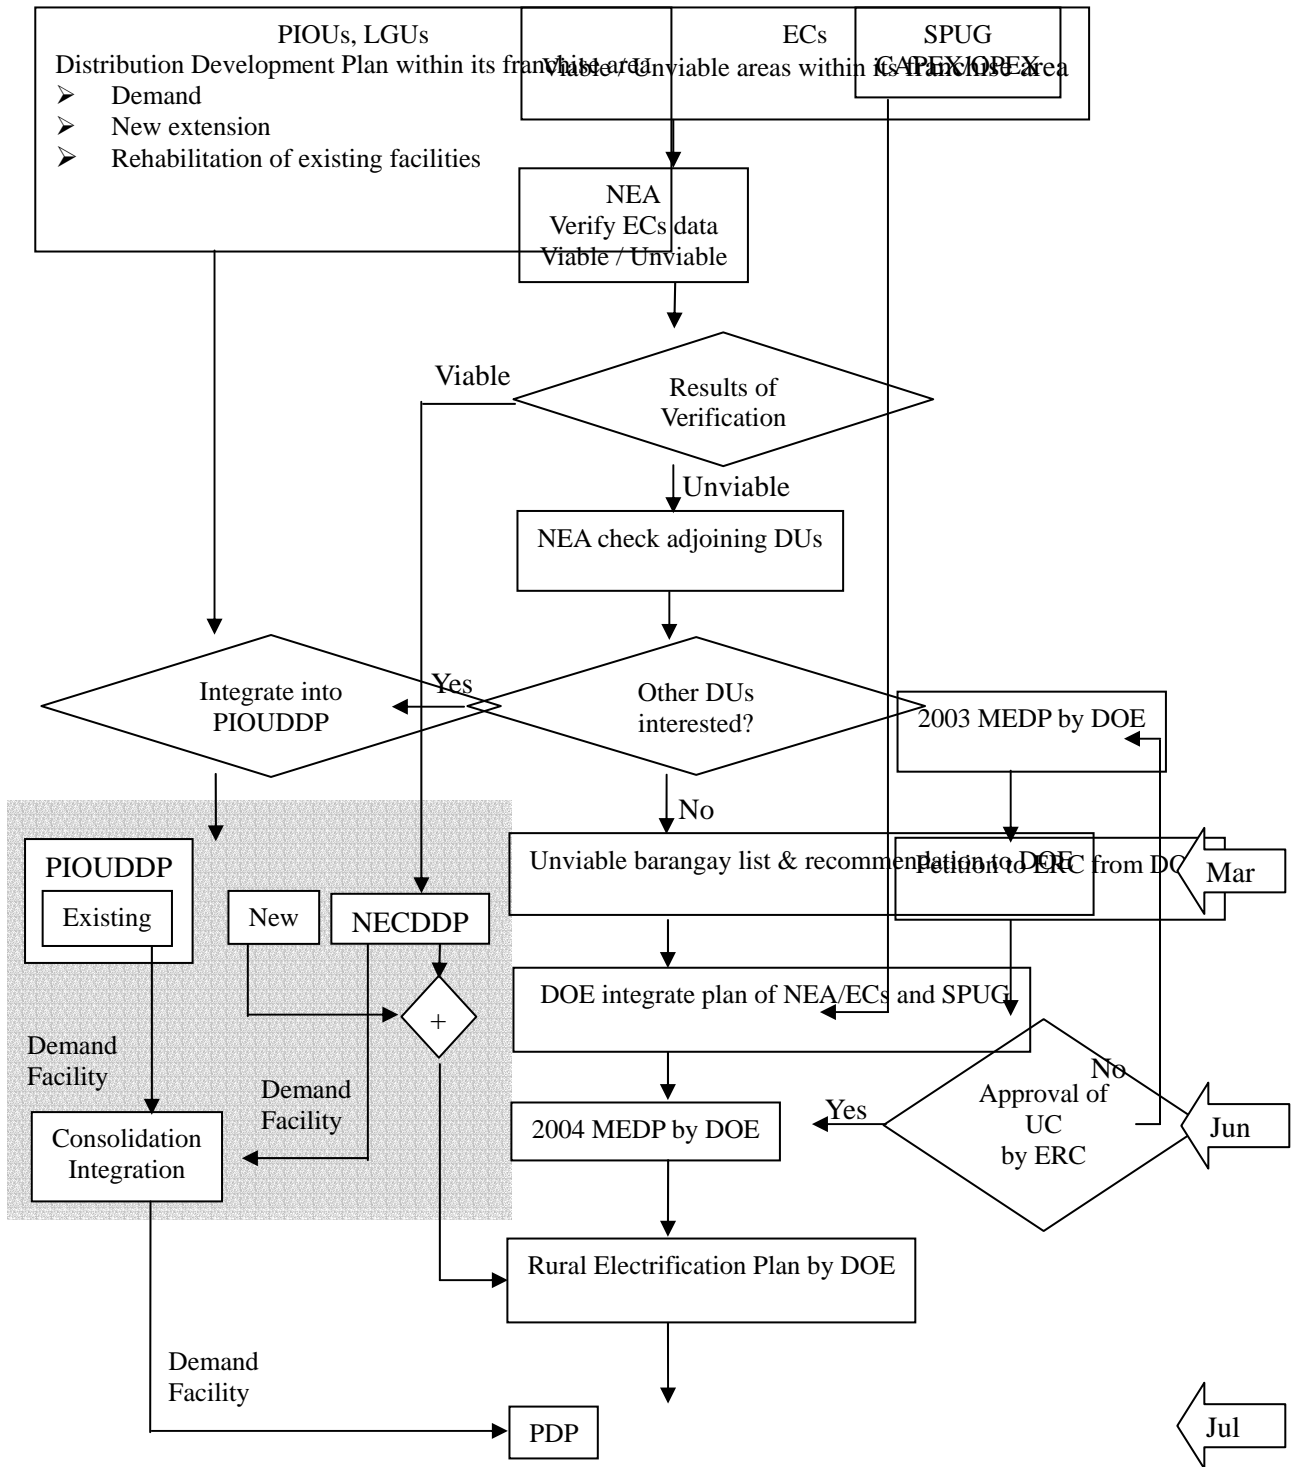 PIOUs, LGUs
Distribution Development Plan within its franchise area
➢ Demand
➢ New extension
➢ Rehabilitation of existing facilities
ECs
Viable / Unviable areas within its franchise area
SPUG
CAPEX/OPEX
NEA
Verify ECs data
Viable / Unviable
Viable
Results of
Verification
Unviable
NEA check adjoining DUs
Integrate into
PIOUDDP
Yes
Other DUs
interested?
2003 MEDP by DOE
No
Unviable barangay list & recommendation to DOE
Petition to ERC from
Mar
PIOUDDP
Existing
New
NECDDP
+
DOE integrate plan of NEA/ECs and SPUG
Demand
Facility
Demand
Facility
Consolidation
Integration
2004 MEDP by DOE
Yes
Approval of
UC
by ERC
No
Jun
Rural Electrification Plan by DOE
Demand
Facility
PDP
Jul